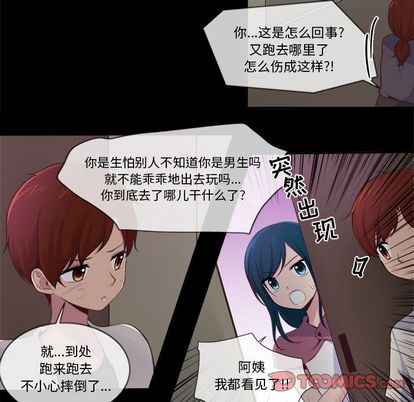 你...这是怎么回事?
又跑去哪里了
怎么伤成这样?!
你是生怕别人不知道你是男生吗
就不能乖乖地出去玩吗...
你到底去了哪儿干什么了?
突然出现
就...到处
跑来跑去
不小心摔倒了...
阿姨
我都看见了!!
TOOMICS.COM